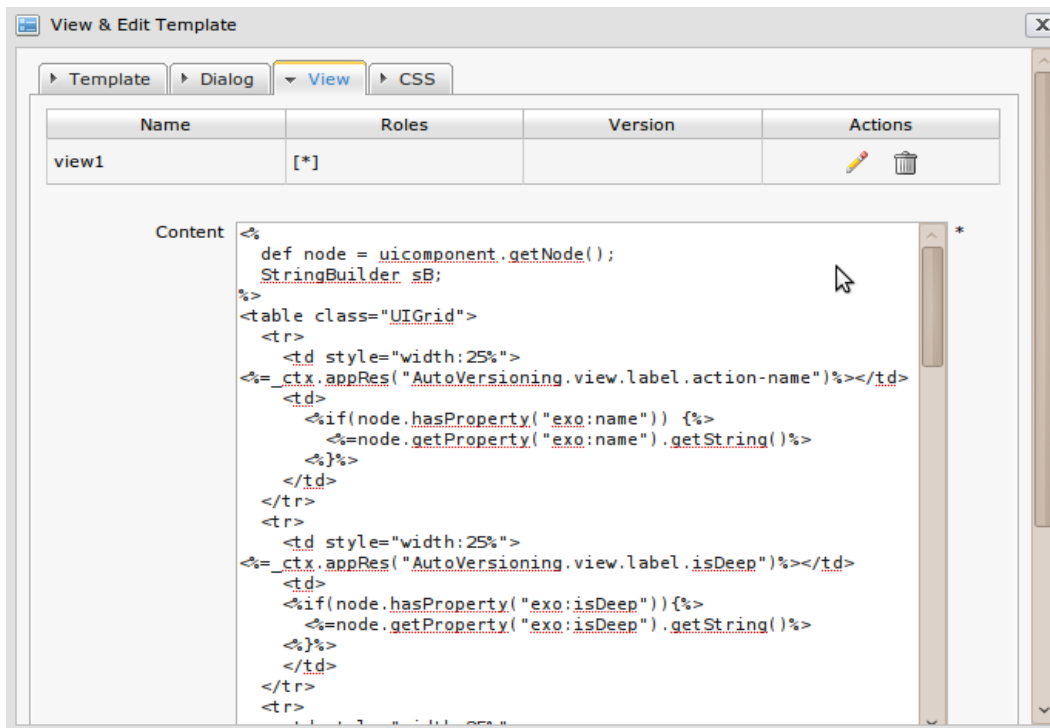 View & Edit Template
X
Template Dialog View CSS
Name Roles Version Actions
view1 [*]
Content *
<%
def node = uicomponent.getNode();
StringBuilder sB;
%>
<table class="UIGrid">
<tr>
<td style="width:25%">
<%=_ctx.appRes("AutoVersioning.view.label.action-name")%></td>
<td>
<%if(node.hasProperty("exo:name")) {%>
<%=node.getProperty("exo:name").getString()%>
<%}%>
</td>
</tr>
<tr>
<td style="width:25%">
<%=_ctx.appRes("AutoVersioning.view.label.isDeep")%></td>
<td>
<%if(node.hasProperty("exo:isDeep")){%>
<%=node.getProperty("exo:isDeep").getString()%>
<%}%>
</td>
</tr>
<tr>